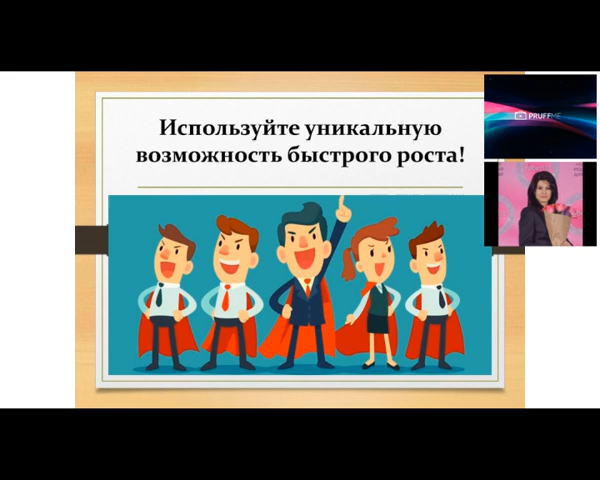 Используйте уникальную
возможность быстрого роста!
PRUFFME